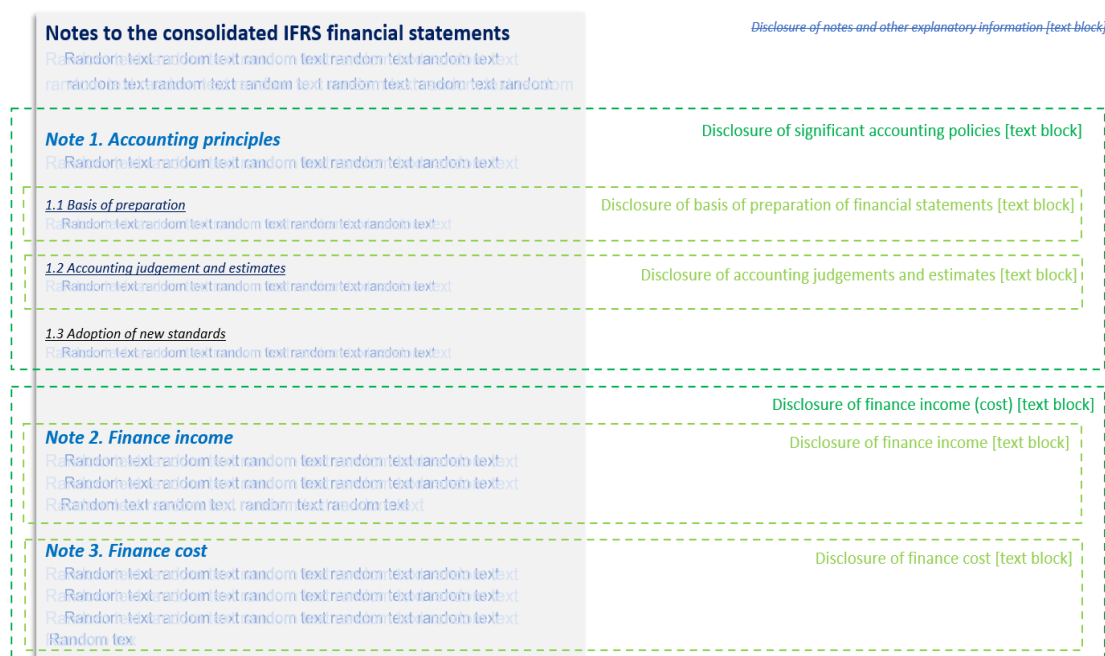 Notes to the consolidated IFRS financial statements
Disclosure of notes and other explanatory information [text block]
Random text random text random text random text random text
random text random text random text random text random text random
Note 1. Accounting principles
Disclosure of significant accounting policies [text block]
Random text random text random text random text random text
1.1 Basis of preparation
Disclosure of basis of preparation of financial statements [text block]
Random text random text random text random text random text
1.2 Accounting judgement and estimates
Disclosure of accounting judgements and estimates [text block]
Random text random text random text random text random text
1.3 Adoption of new standards
Random text random text random text random text random text
Disclosure of finance income (cost) [text block]
Note 2. Finance income
Disclosure of finance income [text block]
Random text random text random text random text random text
Random text random text random text random text random text
Random text random text random text
Note 3. Finance cost
Disclosure of finance cost [text block]
Random text random text random text random text random text
Random text random text random text random text random text
Random text random text random text random text random text
Random tex